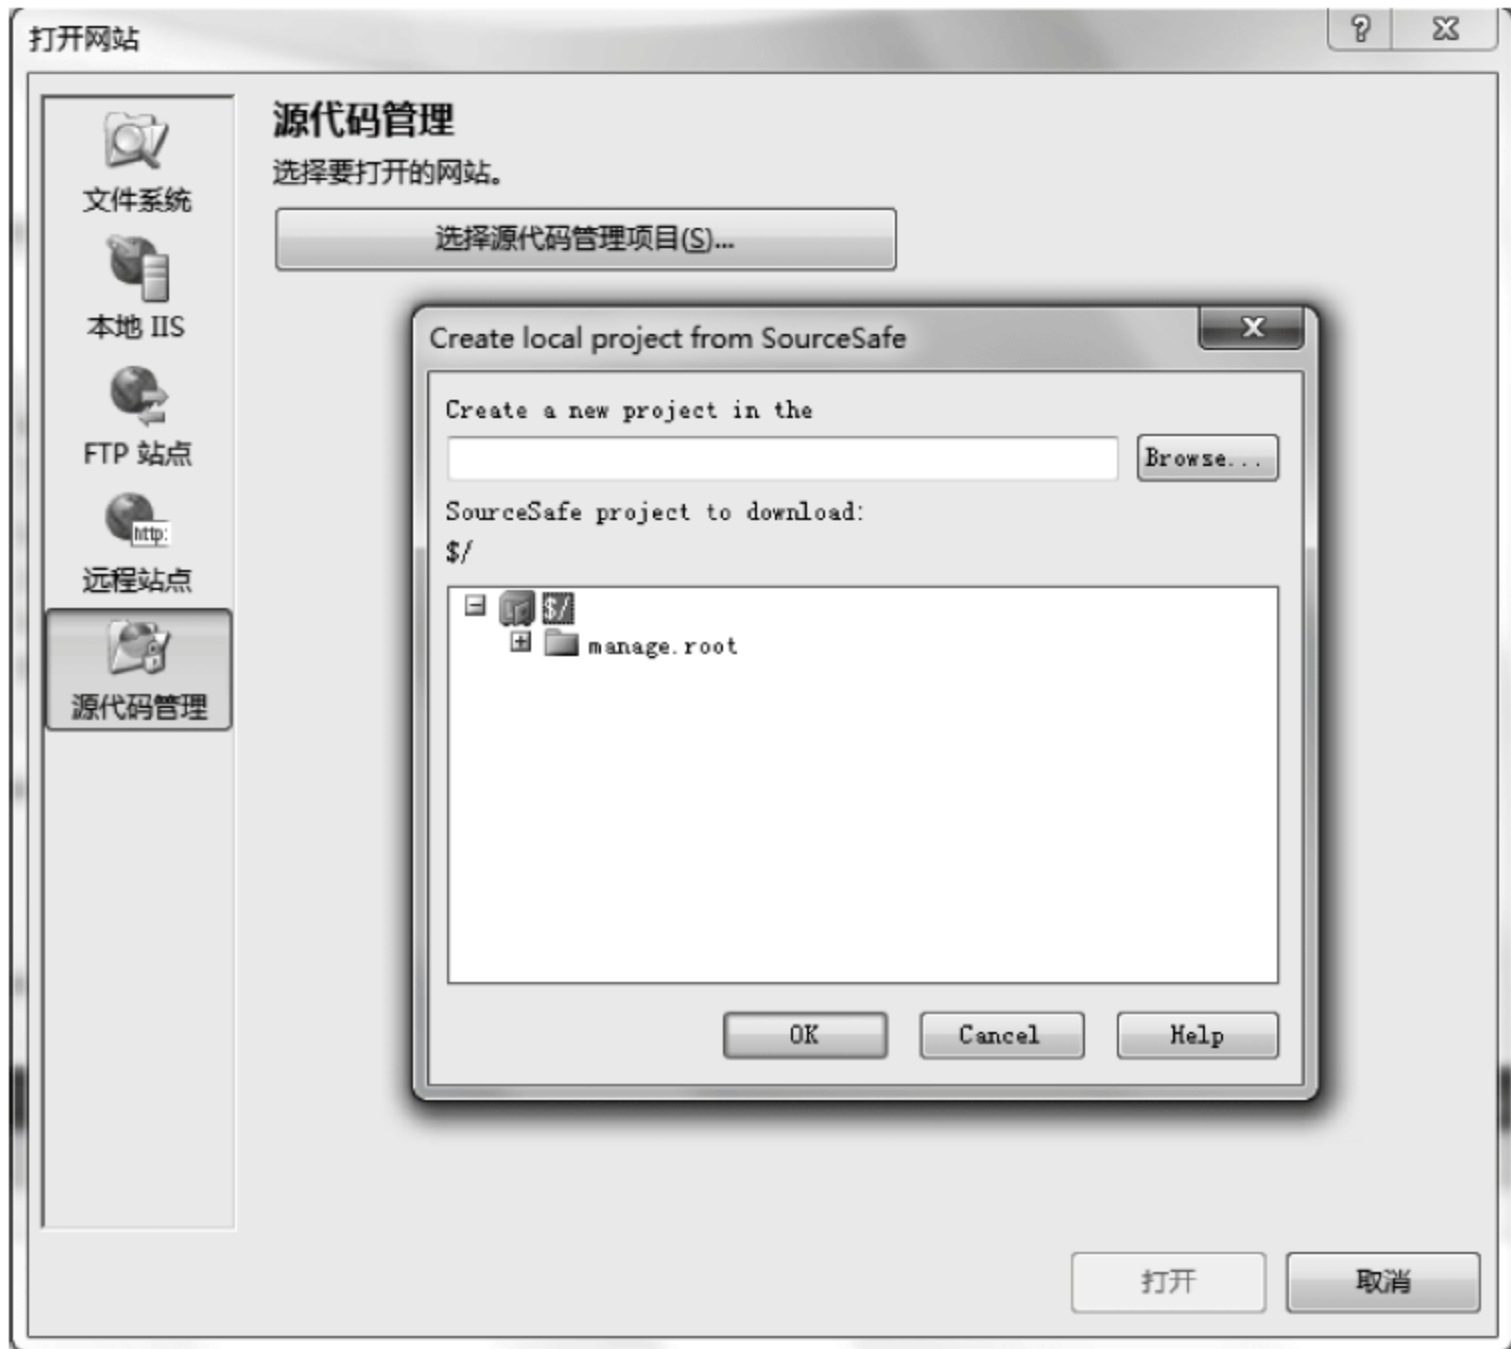 打开网站
文件系统
本地 IIS
FTP 站点
http:
远程站点
源代码管理
源代码管理
选择要打开的网站。
选择源代码管理项目(S)...
Create local project from SourceSafe
Create a new project in the
Browse...
SourceSafe project to download:
$/
$/
manage.root
OK
Cancel
Help
打开
取消